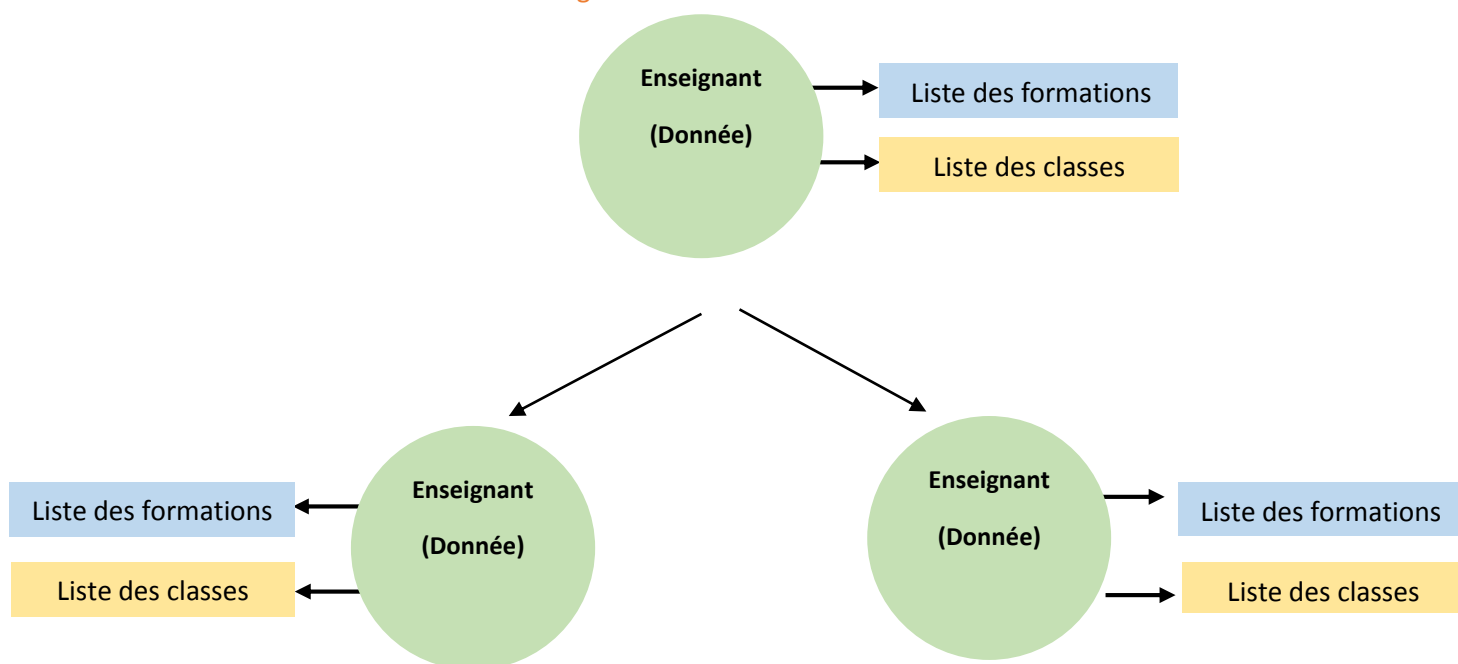 Enseignant
(Donnée)
Liste des formations
Liste des classes
Enseignant
(Donnée)
Liste des formations
Liste des classes
Enseignant
(Donnée)
Liste des formations
Liste des classes